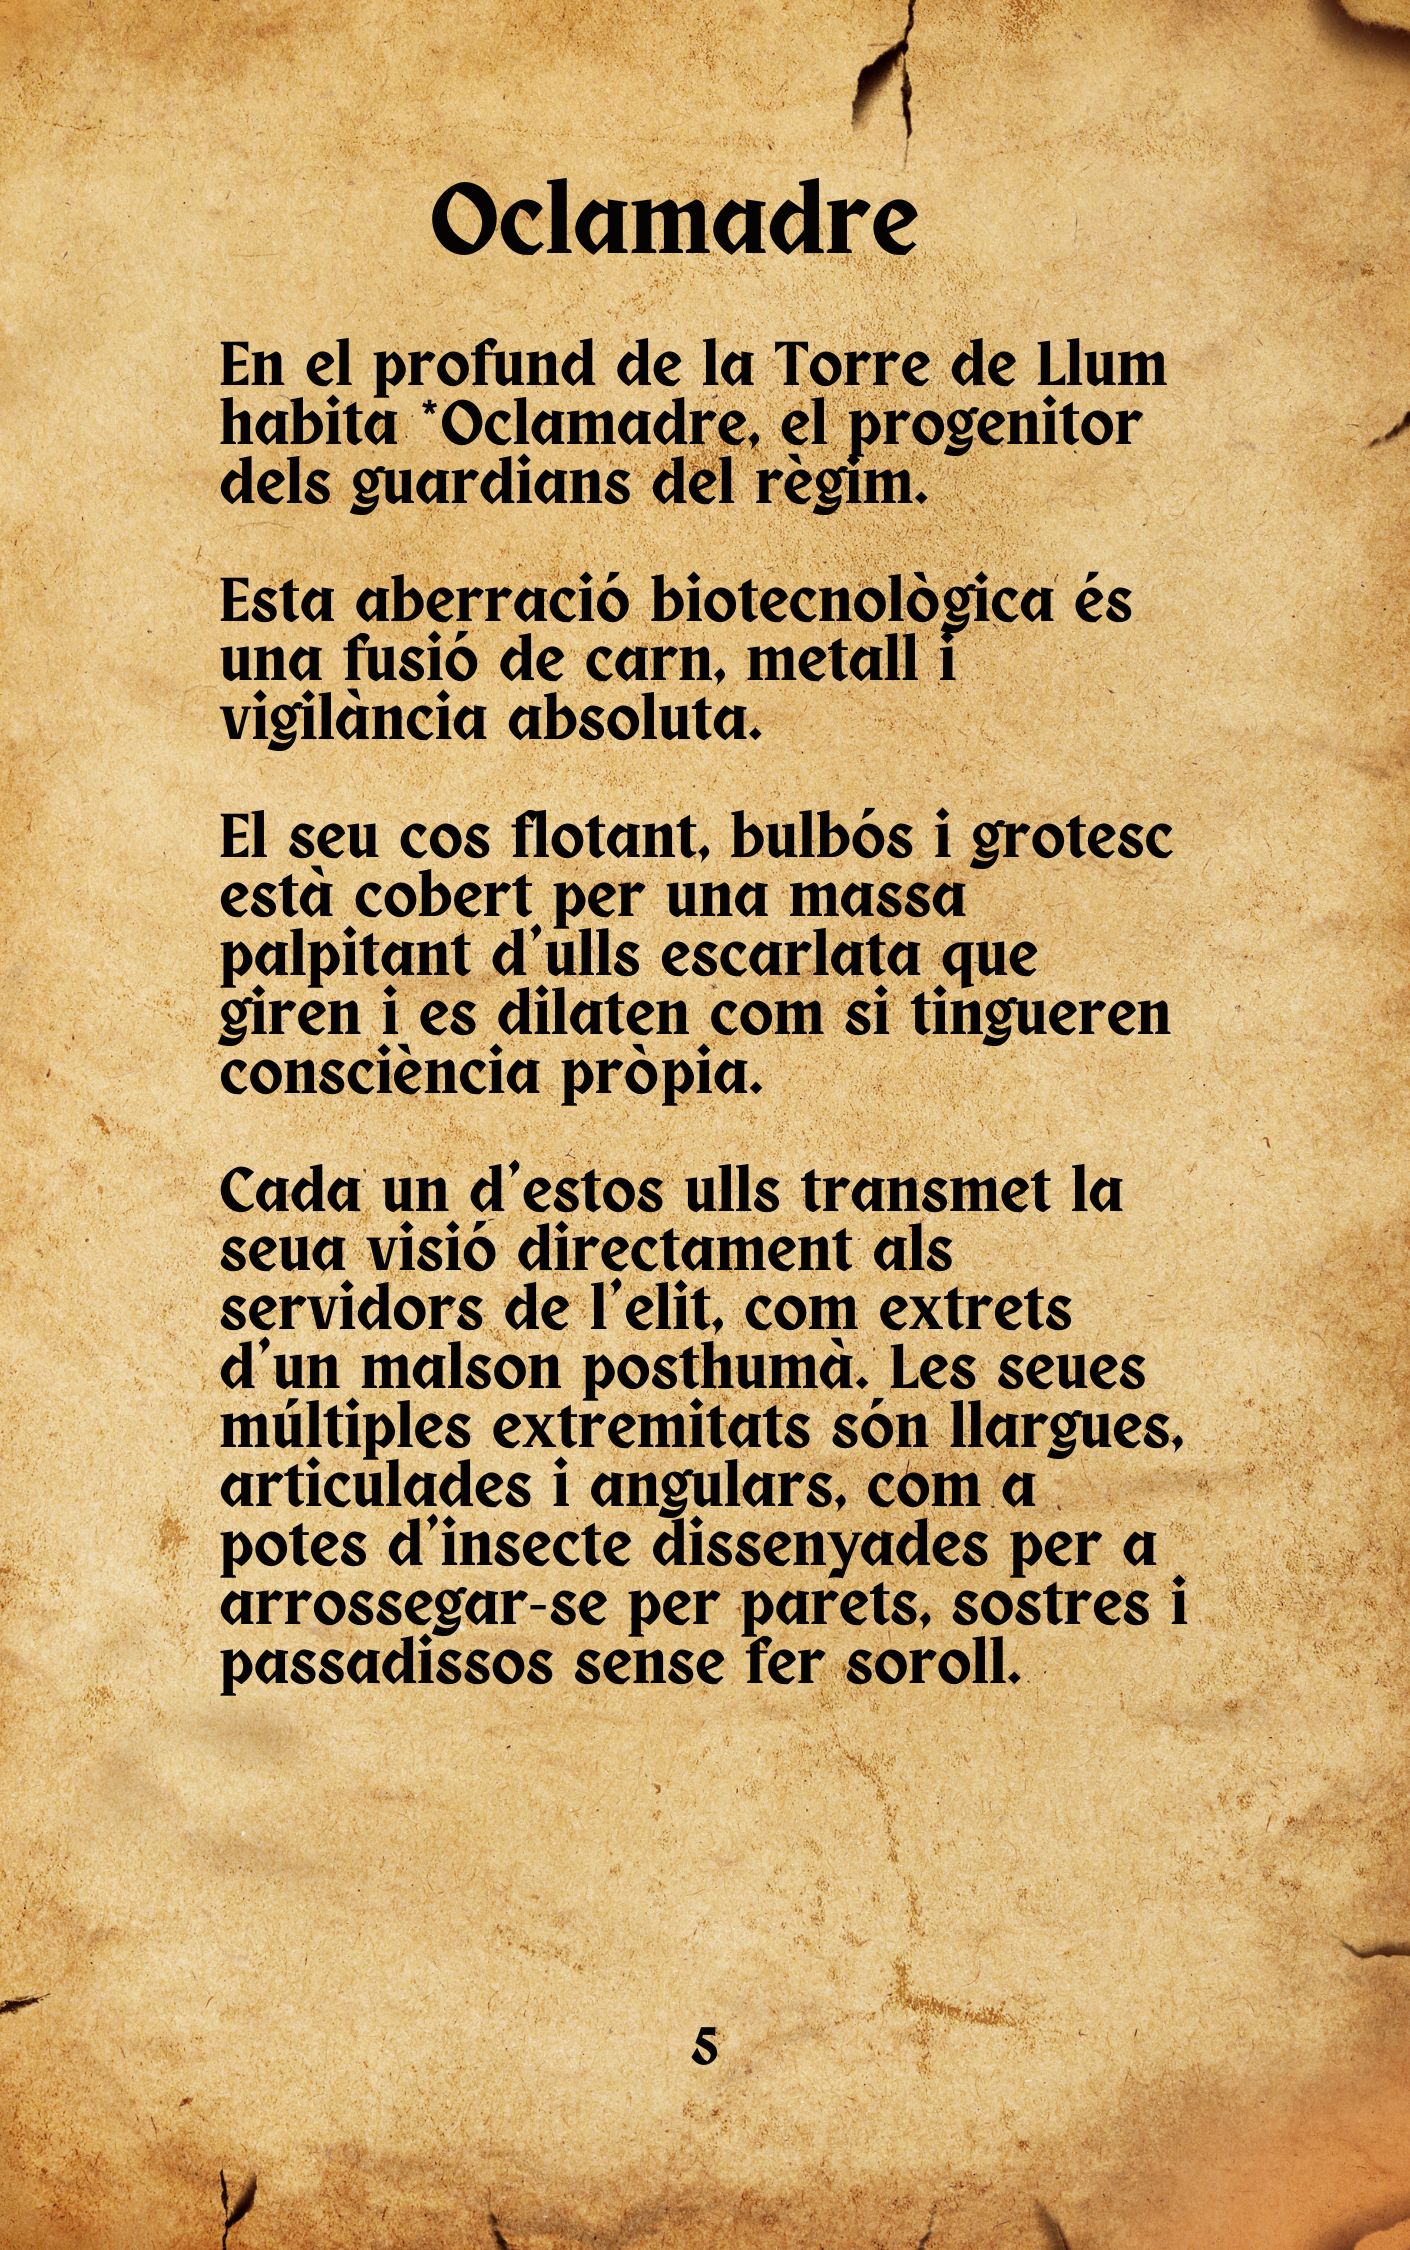 Oclamadre
En el profund de la Torre de Llum
habita *Oclamadre, el progenitor
dels guardians del règim.
Esta aberració biotecnològica és
una fusió de carn, metall i
vigilància absoluta.
El seu cos flotant, bulbós i grotesc
està cobert per una massa
palpitant d'ulls escarlata que
giren i es dilaten com si tingueren
consciència pròpia.
Cada un d'estos ulls transmet la
seua visió directament als
servidors de l'elit, com extrets
d'un malson posthumà. Les seues
múltiples extremitats són llargues,
articulades i angulars, com a
potes d'insecte dissenyades per a
arrossegar-se per parets, sostres i
passadissos sense fer soroll.
5